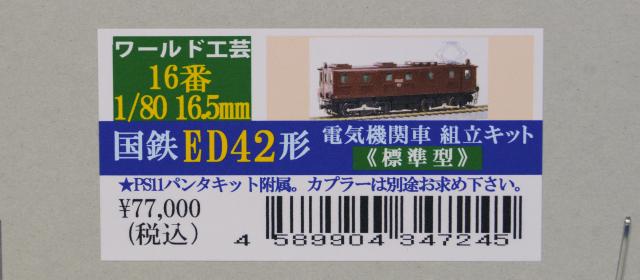 ワールド工芸
16番
1/80 16.5mm
国鉄ED42形 電気機関車 組立キット
《標準型》
★PS11パンタキット附属。カプラーは別途お求め下さい。
¥77,000
(税込)
4 589904 347245